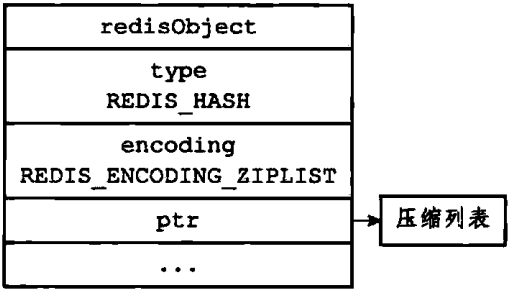 redisObject
type
REDIS_HASH
encoding
REDIS_ENCODING_ZIPLIST
ptr
压缩列表
...